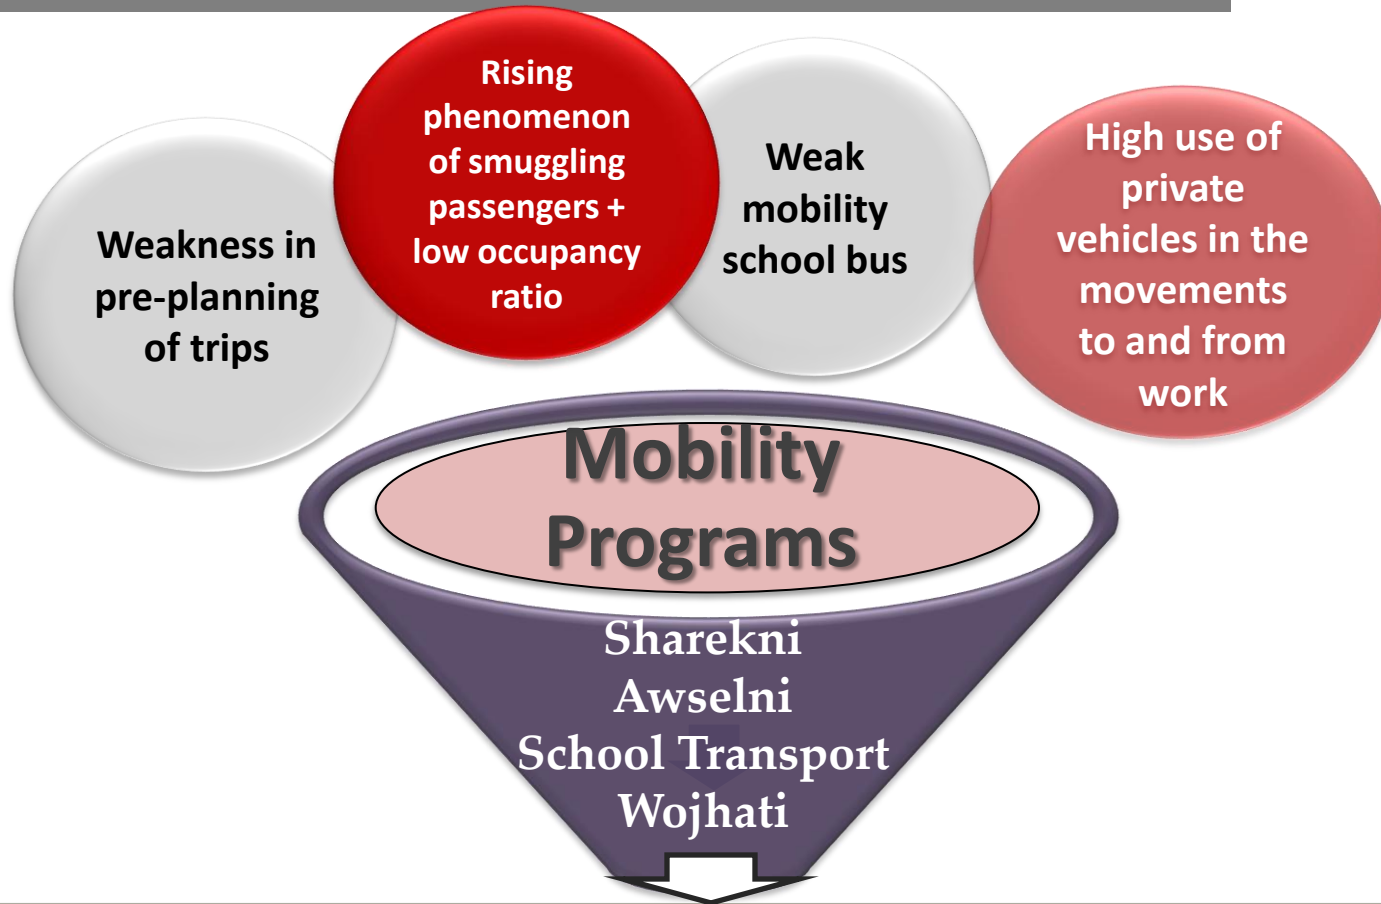 Rising
phenomenon
of smuggling
passengers +
low occupancy
ratio
Weakness in
pre-planning
of trips
Weak
mobility
school bus
High use of
private
vehicles in the
movements
to and from
work
Mobility
Programs
Sharekni
Awselni
School Transport
Wojhati